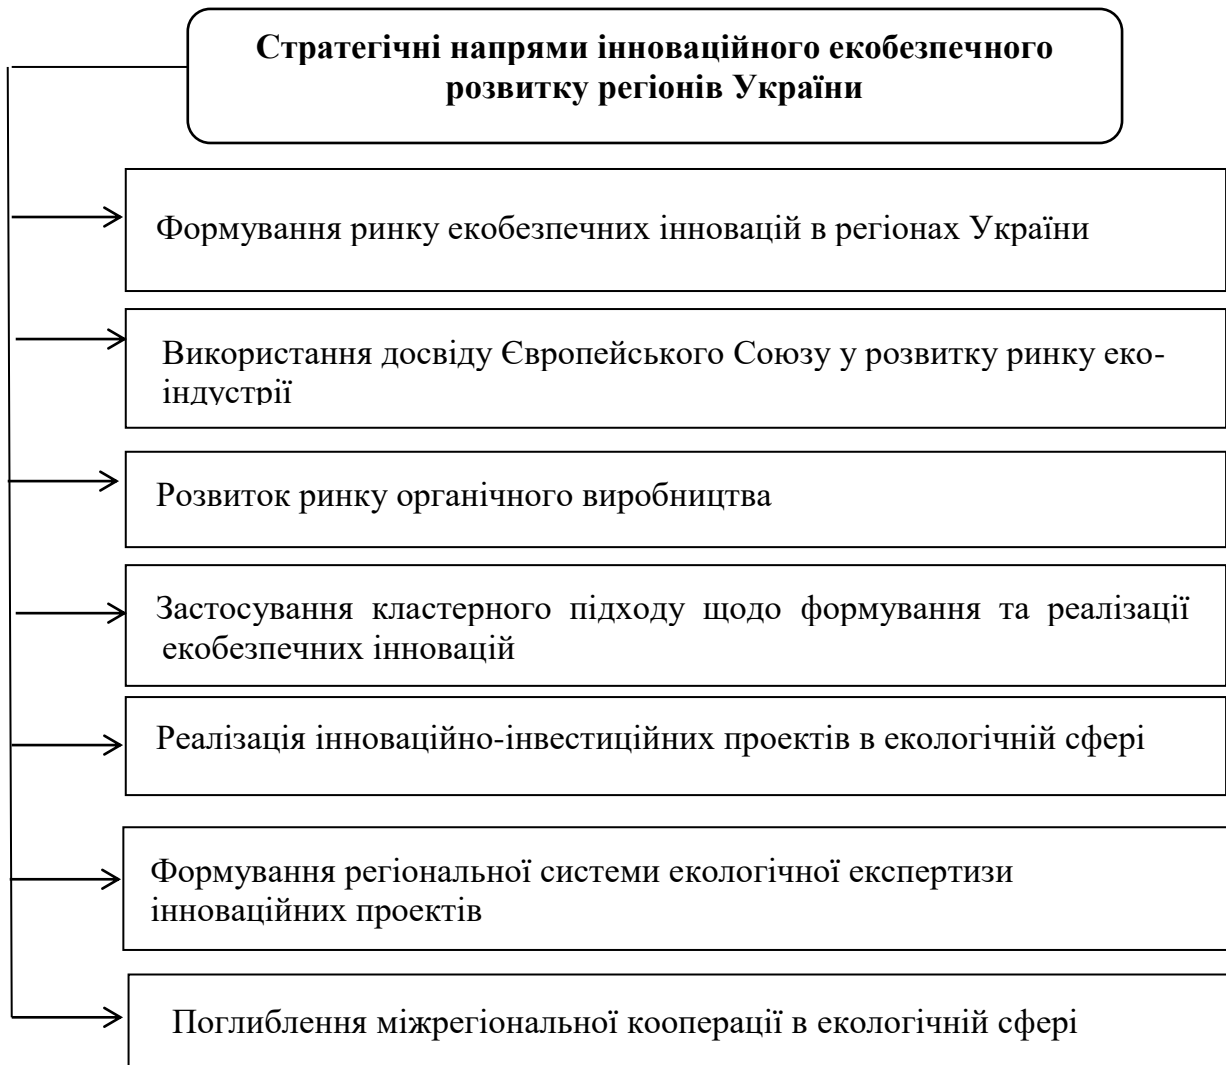 Стратегічні напрями інноваційного екобезпечного
розвитку регіонів України
Формування ринку екобезпечних інновацій в регіонах України
Використання досвіду Європейського Союзу у розвитку ринку еко-
індустрії
Розвиток ринку органічного виробництва
Застосування кластерного підходу щодо формування та реалізації
екобезпечних інновацій
Реалізація інноваційно-інвестиційних проектів в екологічній сфері
Формування регіональної системи екологічної експертизи
інноваційних проектів
Поглиблення міжрегіональної кооперації в екологічній сфері